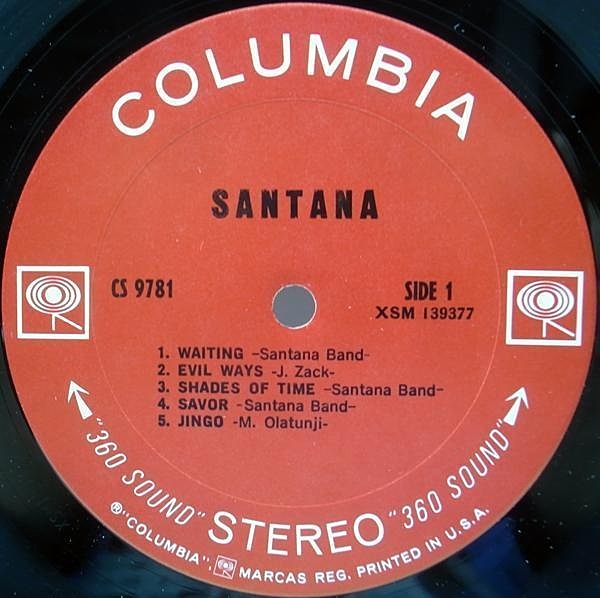 COLUMBIA
SANTANA
CS 9781
SIDE 1
XSM 139377
1. WAITING -Santana Band-
2. EVIL WAYS -J. Zack-
3. SHADES OF TIME -Santana Band-
4. SAVOR -Santana Band-
5. JINGO -M. Olatunji-
"360 SOUND" STEREO "360 SOUND"
® "COLUMBIA", MARCAS REG. PRINTED IN U.S.A.